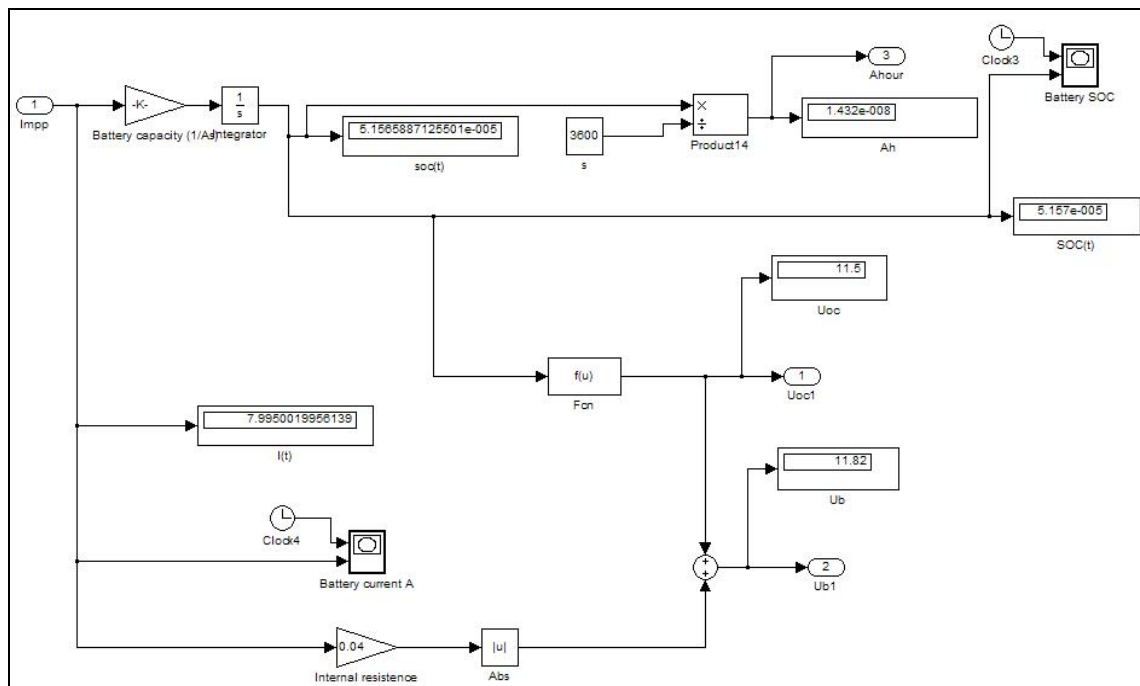 1
Impp
-K-
Battery capacity (1/As)
1
s
Integrator
5.1565887125501e-005
soc(t)
3600
s
×
÷
Product14
3
Ahour
1.432e-008
Ah
Clock3
Battery SOC
5.157e-005
SOC(t)
11.5
Uoc
f(u)
Fcn
1
Uoc1
7.9950019956139
I(t)
11.82
Ub
Clock4
Battery current A
+
+
2
Ub1
0.04
Internal resistence
|u|
Abs